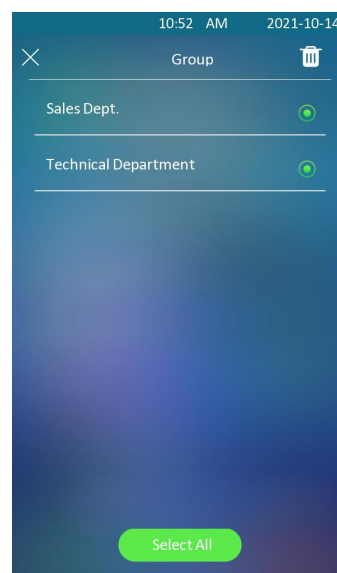 10:52 AM 2021-10-14
Group
Sales Dept.
Technical Department
Select All